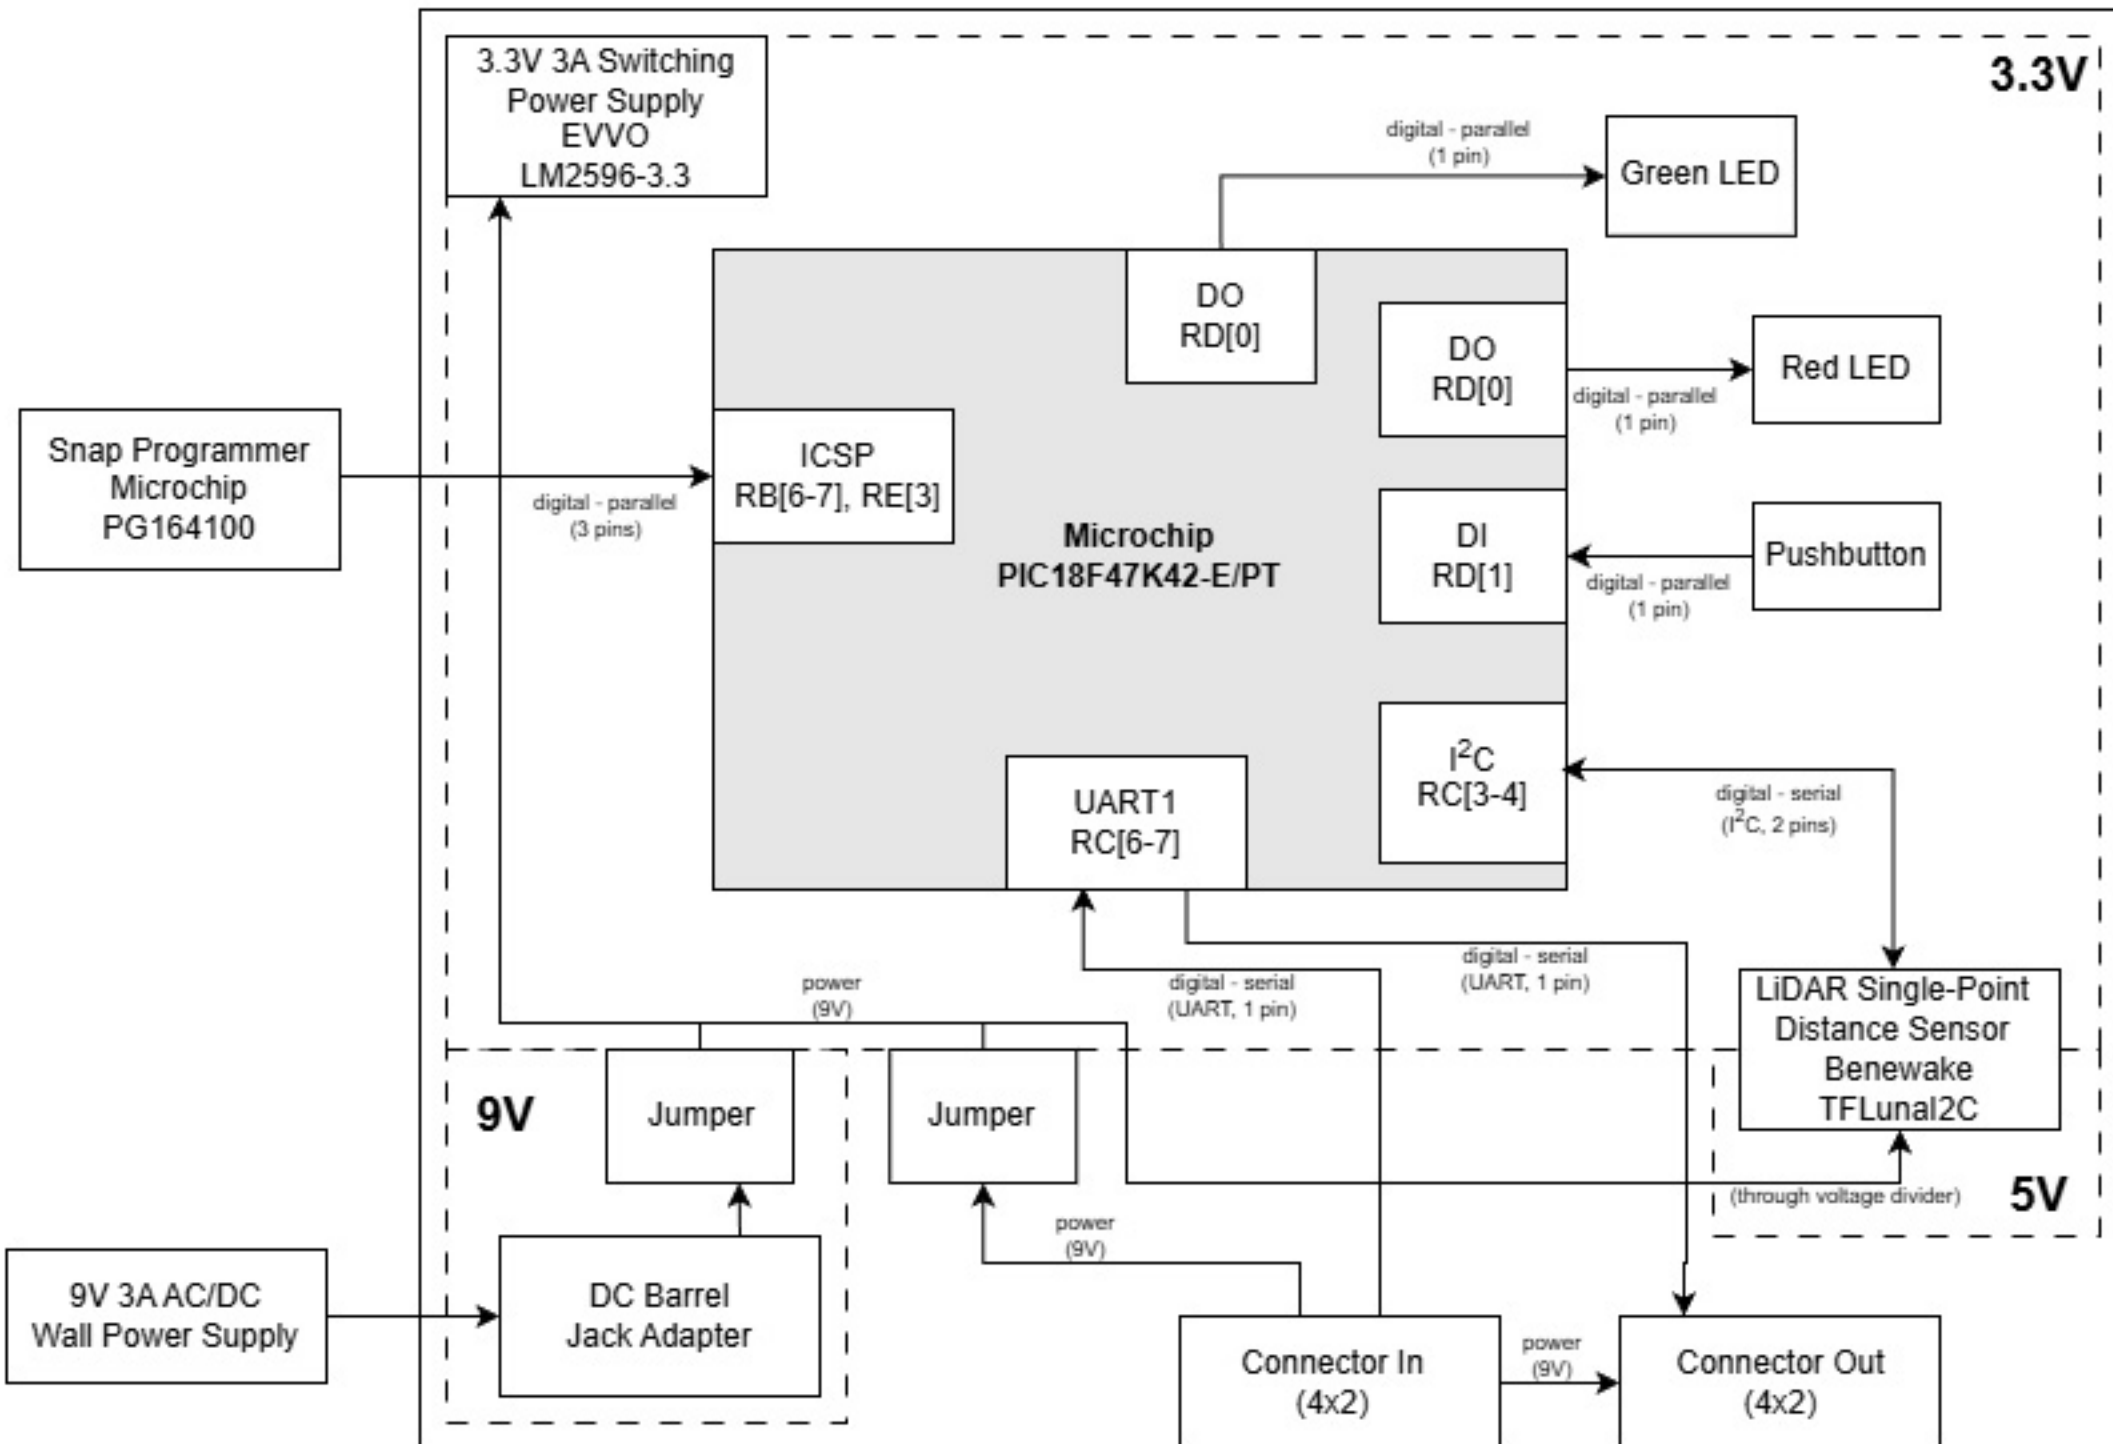 3.3V 3A Switching
Power Supply
EVVO
LM2596-3.3
3.3V
digital - parallel
(1 pin)
Green LED
DO
RD[0]
DO
RD[0]
Red LED
digital - parallel
(1 pin)
Snap Programmer
Microchip
PG164100
digital - parallel
(3 pins)
ICSP
RB[6-7], RE[3]
Microchip
PIC18F47K42-E/PT
DI
RD[1]
Pushbutton
digital - parallel
(1 pin)
I²C
RC[3-4]
digital - serial
(I²C, 2 pins)
UART1
RC[6-7]
digital - serial
(UART, 1 pin)
digital - serial
(UART, 1 pin)
power
(9V)
LiDAR Single-Point
Distance Sensor
Benewake
TFLunaI2C
9V
Jumper
Jumper
(through voltage divider)
5V
power
(9V)
9V 3A AC/DC
Wall Power Supply
DC Barrel
Jack Adapter
Connector In
(4x2)
power
(9V)
Connector Out
(4x2)